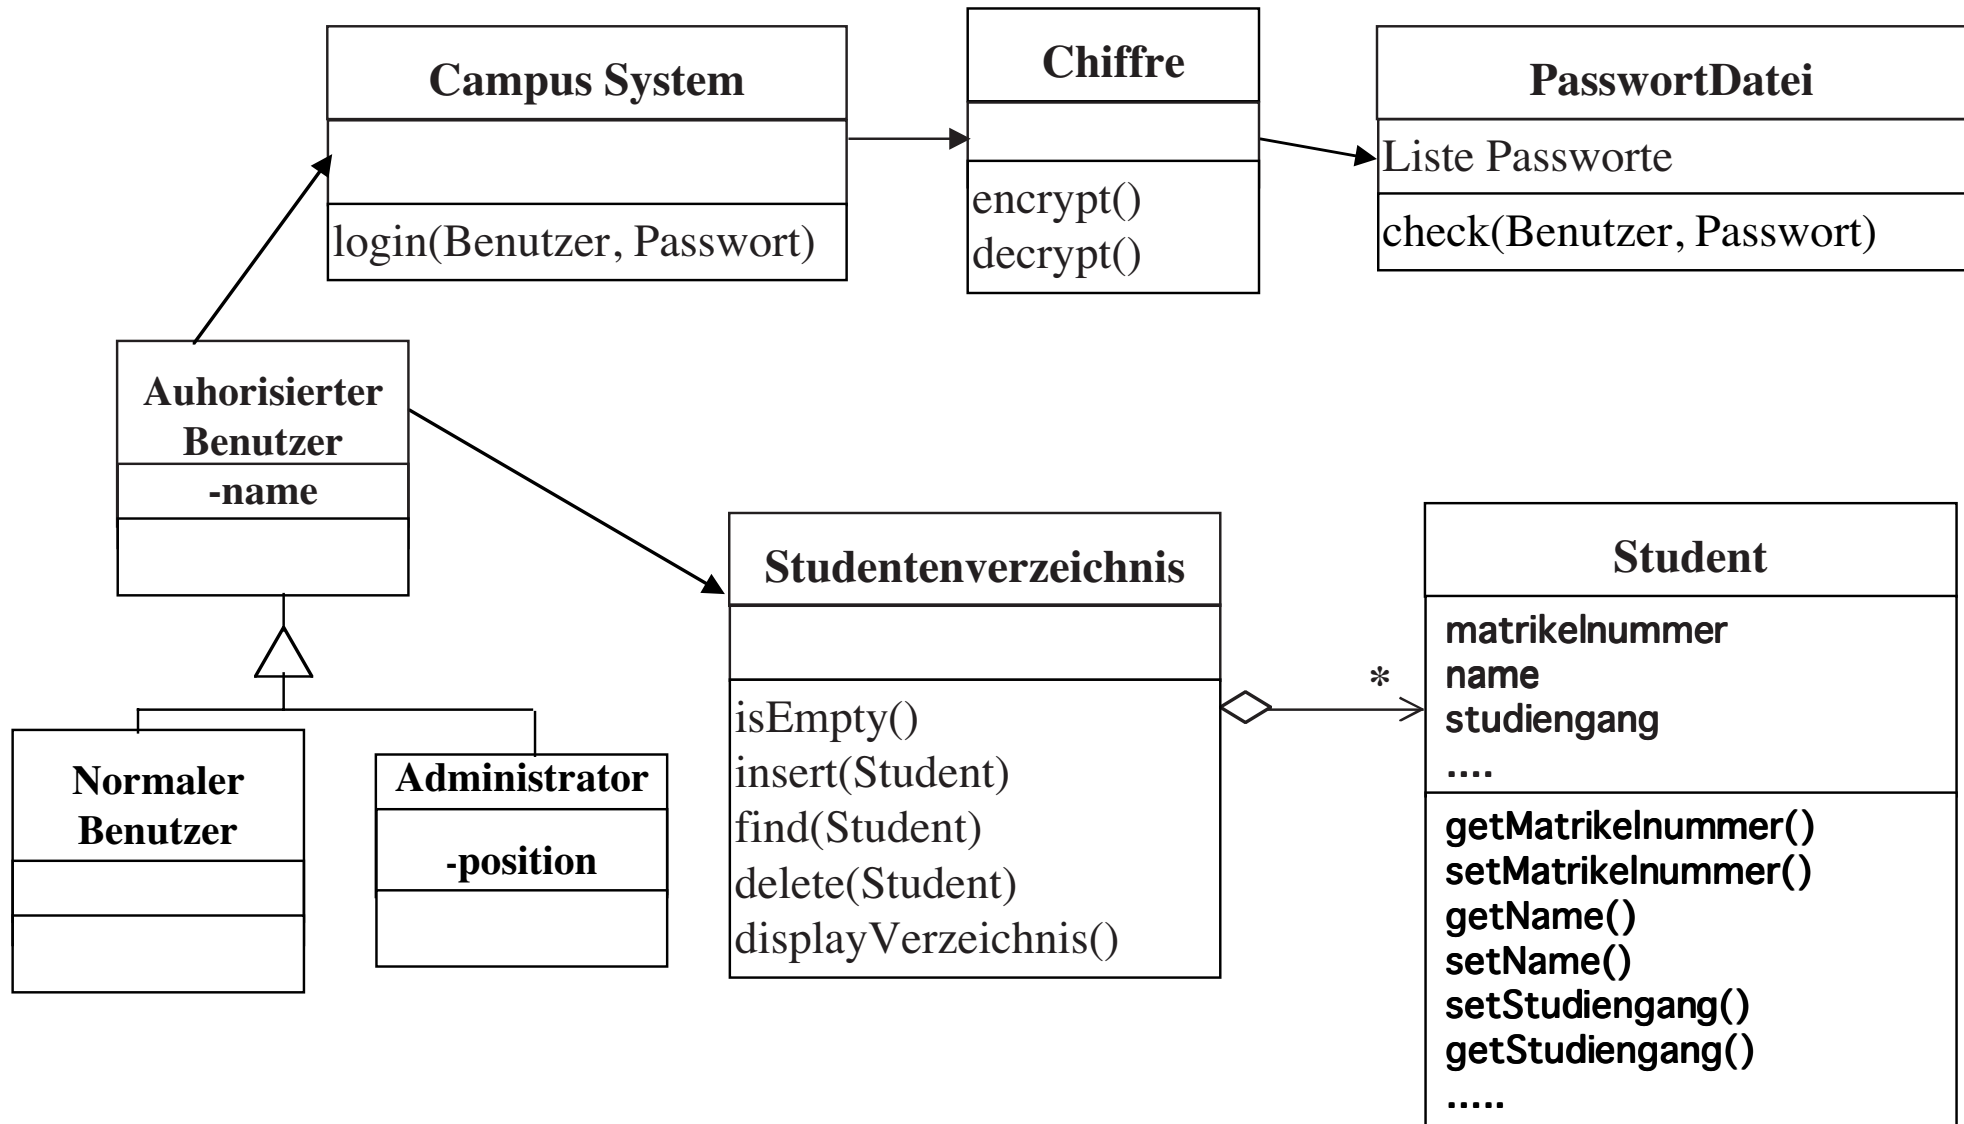 Campus System
login(Benutzer, Passwort)
Chiffre
encrypt()
decrypt()
PasswortDatei
Liste Passworte
check(Benutzer, Passwort)
Auhorisierter
Benutzer
-name
Normaler
Benutzer
Administrator
-position
Studentenverzeichnis
isEmpty()
insert(Student)
find(Student)
delete(Student)
displayVerzeichnis()
*
Student
matrikelnummer
name
studiengang
....
getMatrikelnummer()
setMatrikelnummer()
getName()
setName()
setStudiengang()
getStudiengang()
.....